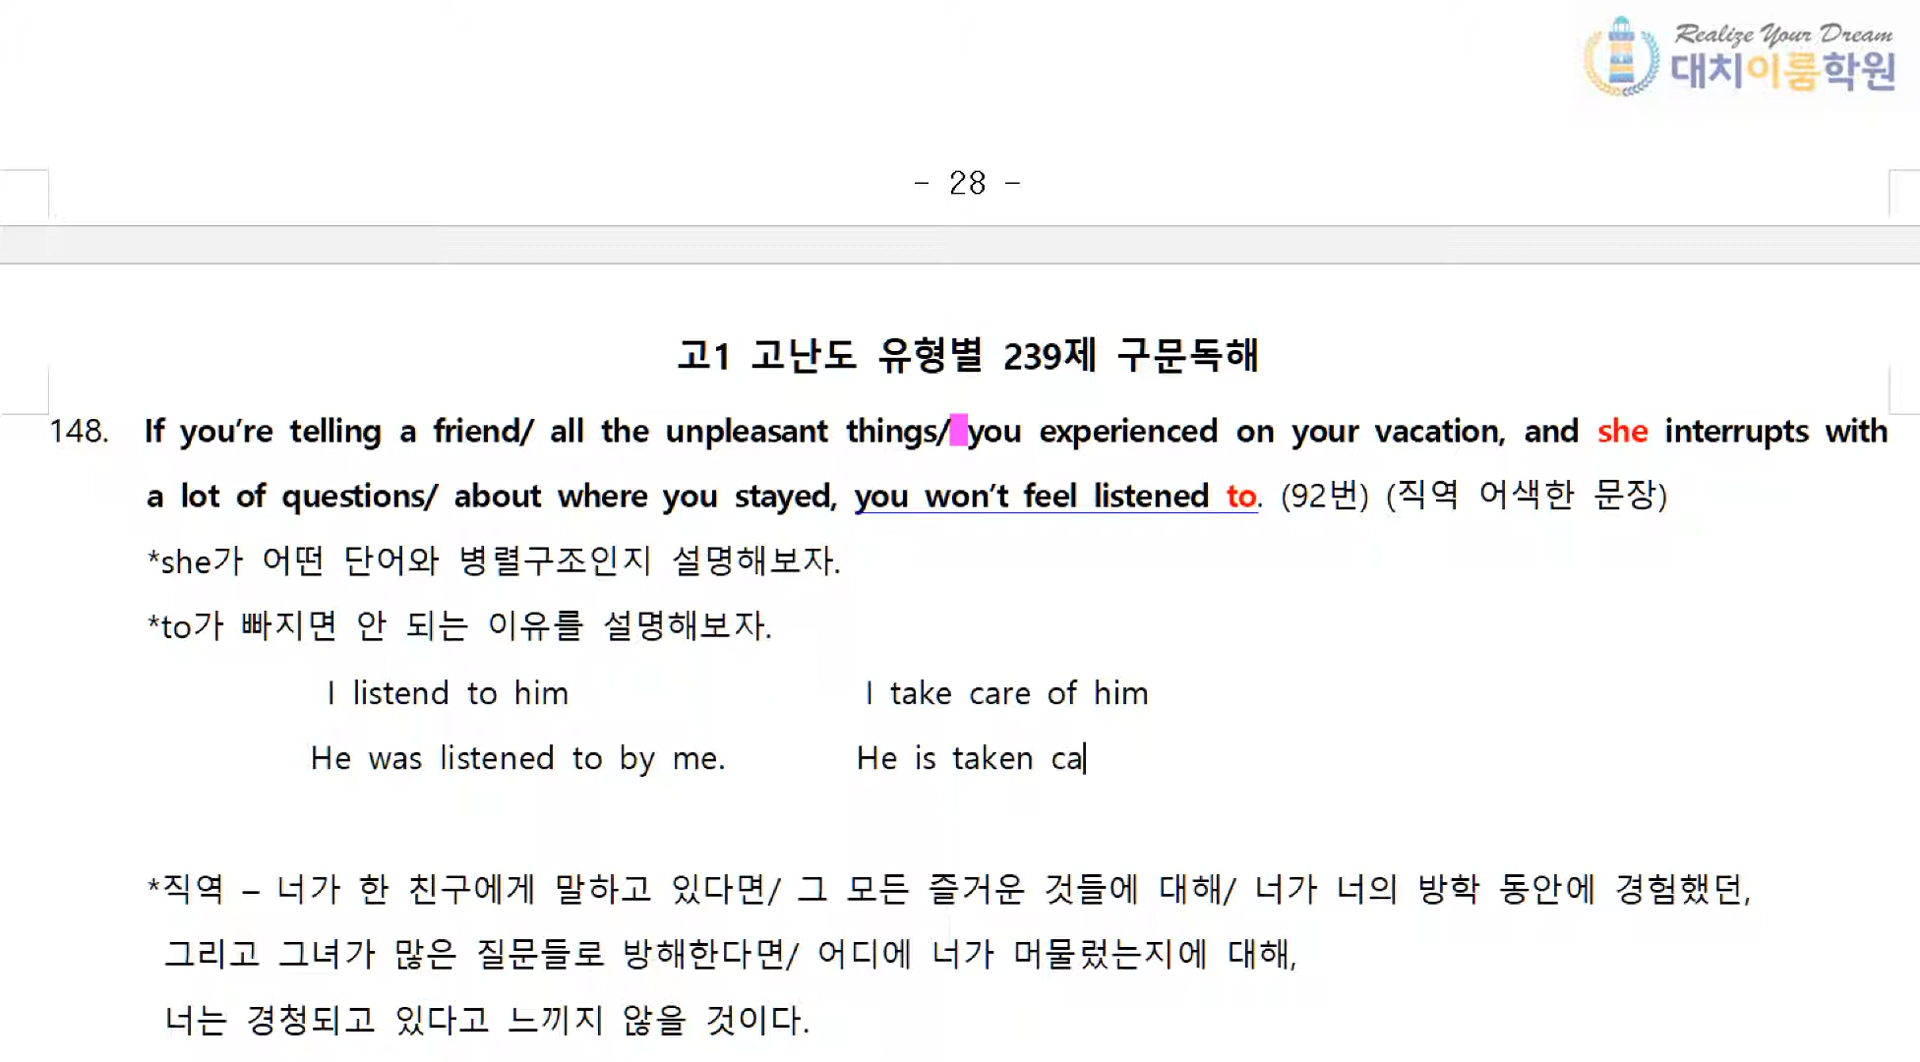 Realize Your Dream
대치이룸학원
- 28 -
고1 고난도 유형별 239제 구문독해
148. If you’re telling a friend/ all the unpleasant things/ you experienced on your vacation, and she interrupts with
a lot of questions/ about where you stayed, you won’t feel listened to. (92번) (직역 어색한 문장)
*she가 어떤 단어와 병렬구조인지 설명해보자.
*to가 빠지면 안 되는 이유를 설명해보자.
I listend to him I take care of him
He was listened to by me. He is taken ca
*직역 – 너가 한 친구에게 말하고 있다면/ 그 모든 즐거운 것들에 대해/ 너가 너의 방학 동안에 경험했던,
그리고 그녀가 많은 질문들로 방해한다면/ 어디에 너가 머물렀는지에 대해,
너는 경청되고 있다고 느끼지 않을 것이다.